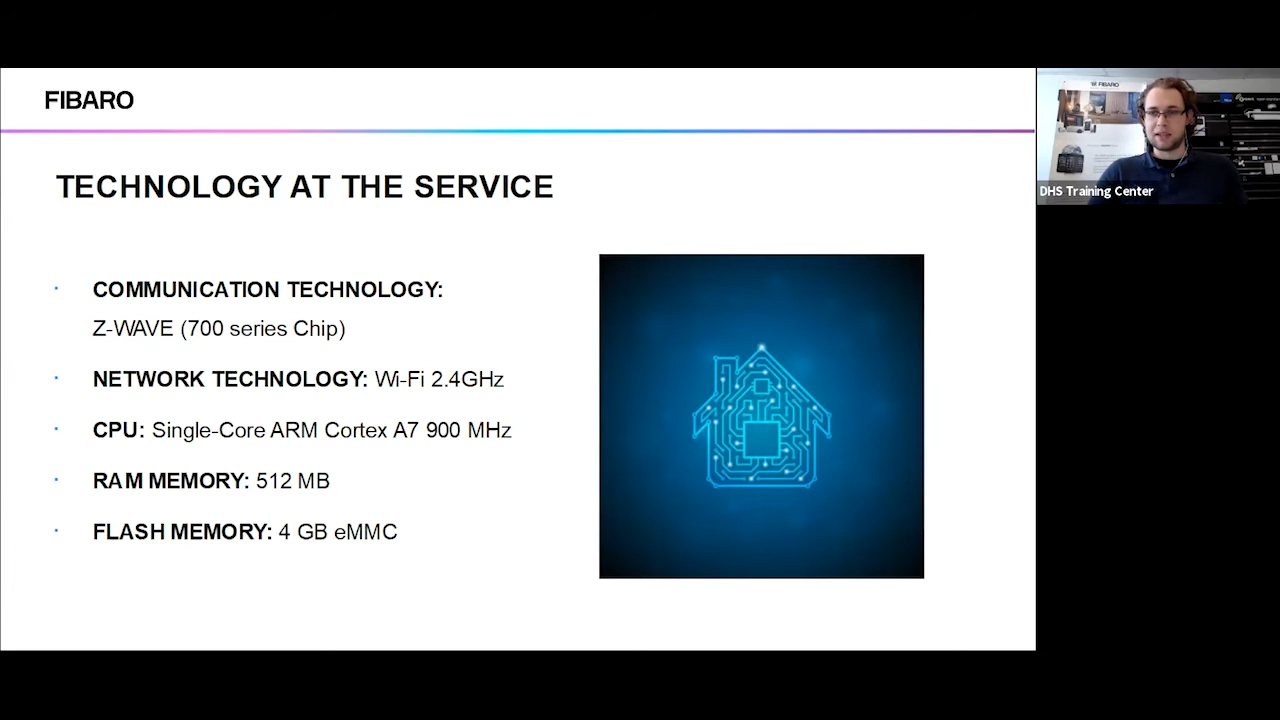 FIBARO
TECHNOLOGY AT THE SERVICE
· COMMUNICATION TECHNOLOGY:
Z-WAVE (700 series Chip)
· NETWORK TECHNOLOGY: Wi-Fi 2.4GHz
· CPU: Single-Core ARM Cortex A7 900 MHz
· RAM MEMORY: 512 MB
· FLASH MEMORY: 4 GB eMMC
FIBARO
DHS Training Center